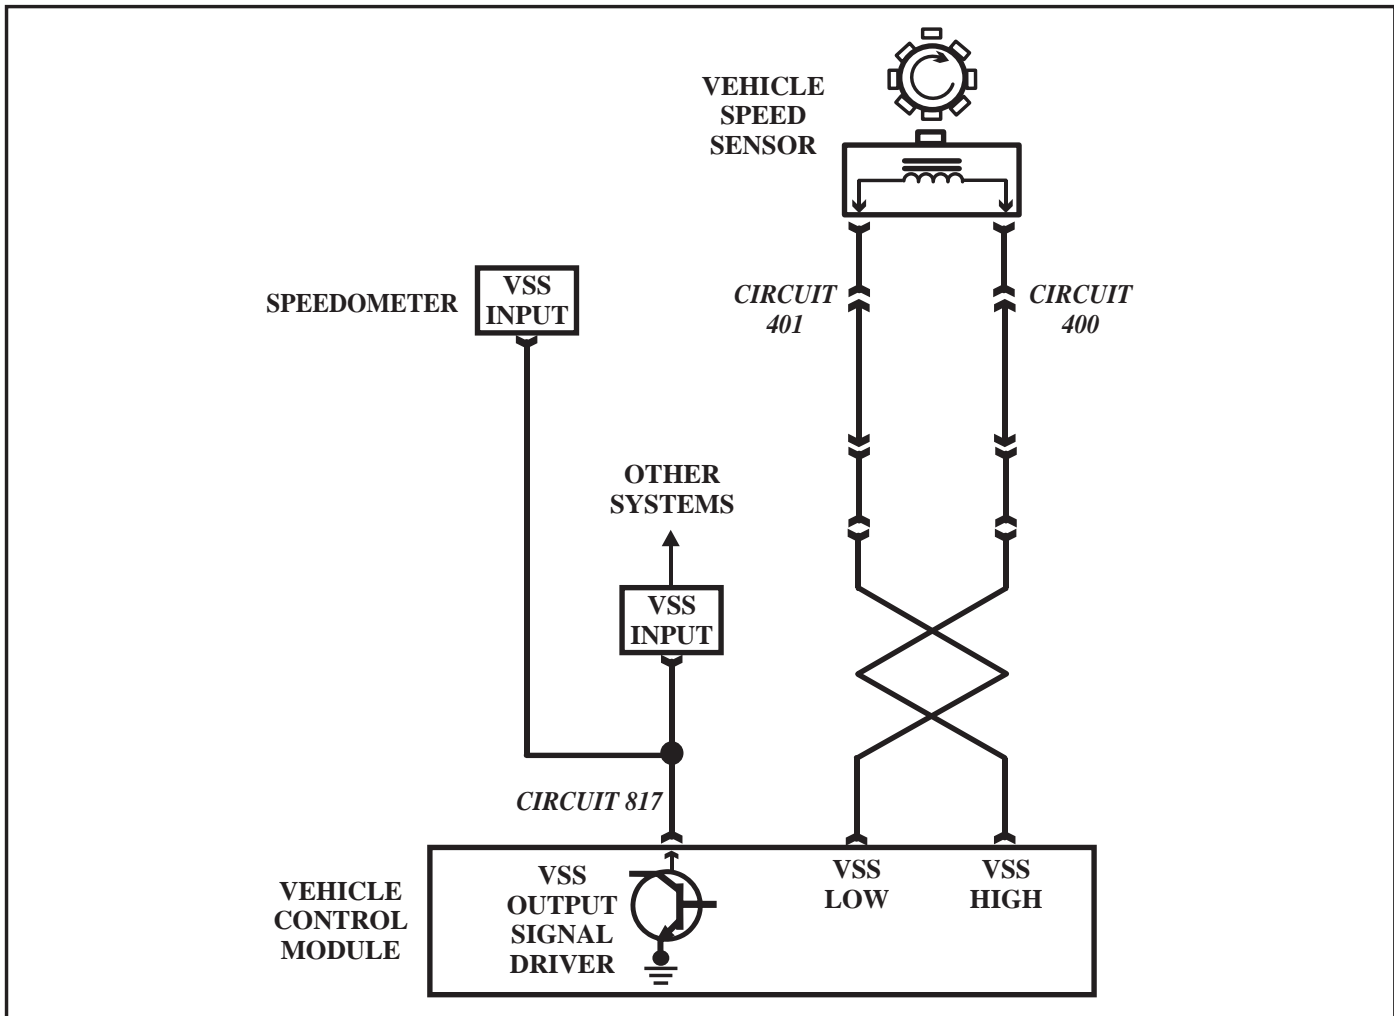 VEHICLE
SPEED
SENSOR
SPEEDOMETER
VSS
INPUT
CIRCUIT
401
CIRCUIT
400
OTHER
SYSTEMS
VSS
INPUT
CIRCUIT 817
VEHICLE
CONTROL
MODULE
VSS
OUTPUT
SIGNAL
DRIVER
VSS
LOW
VSS
HIGH